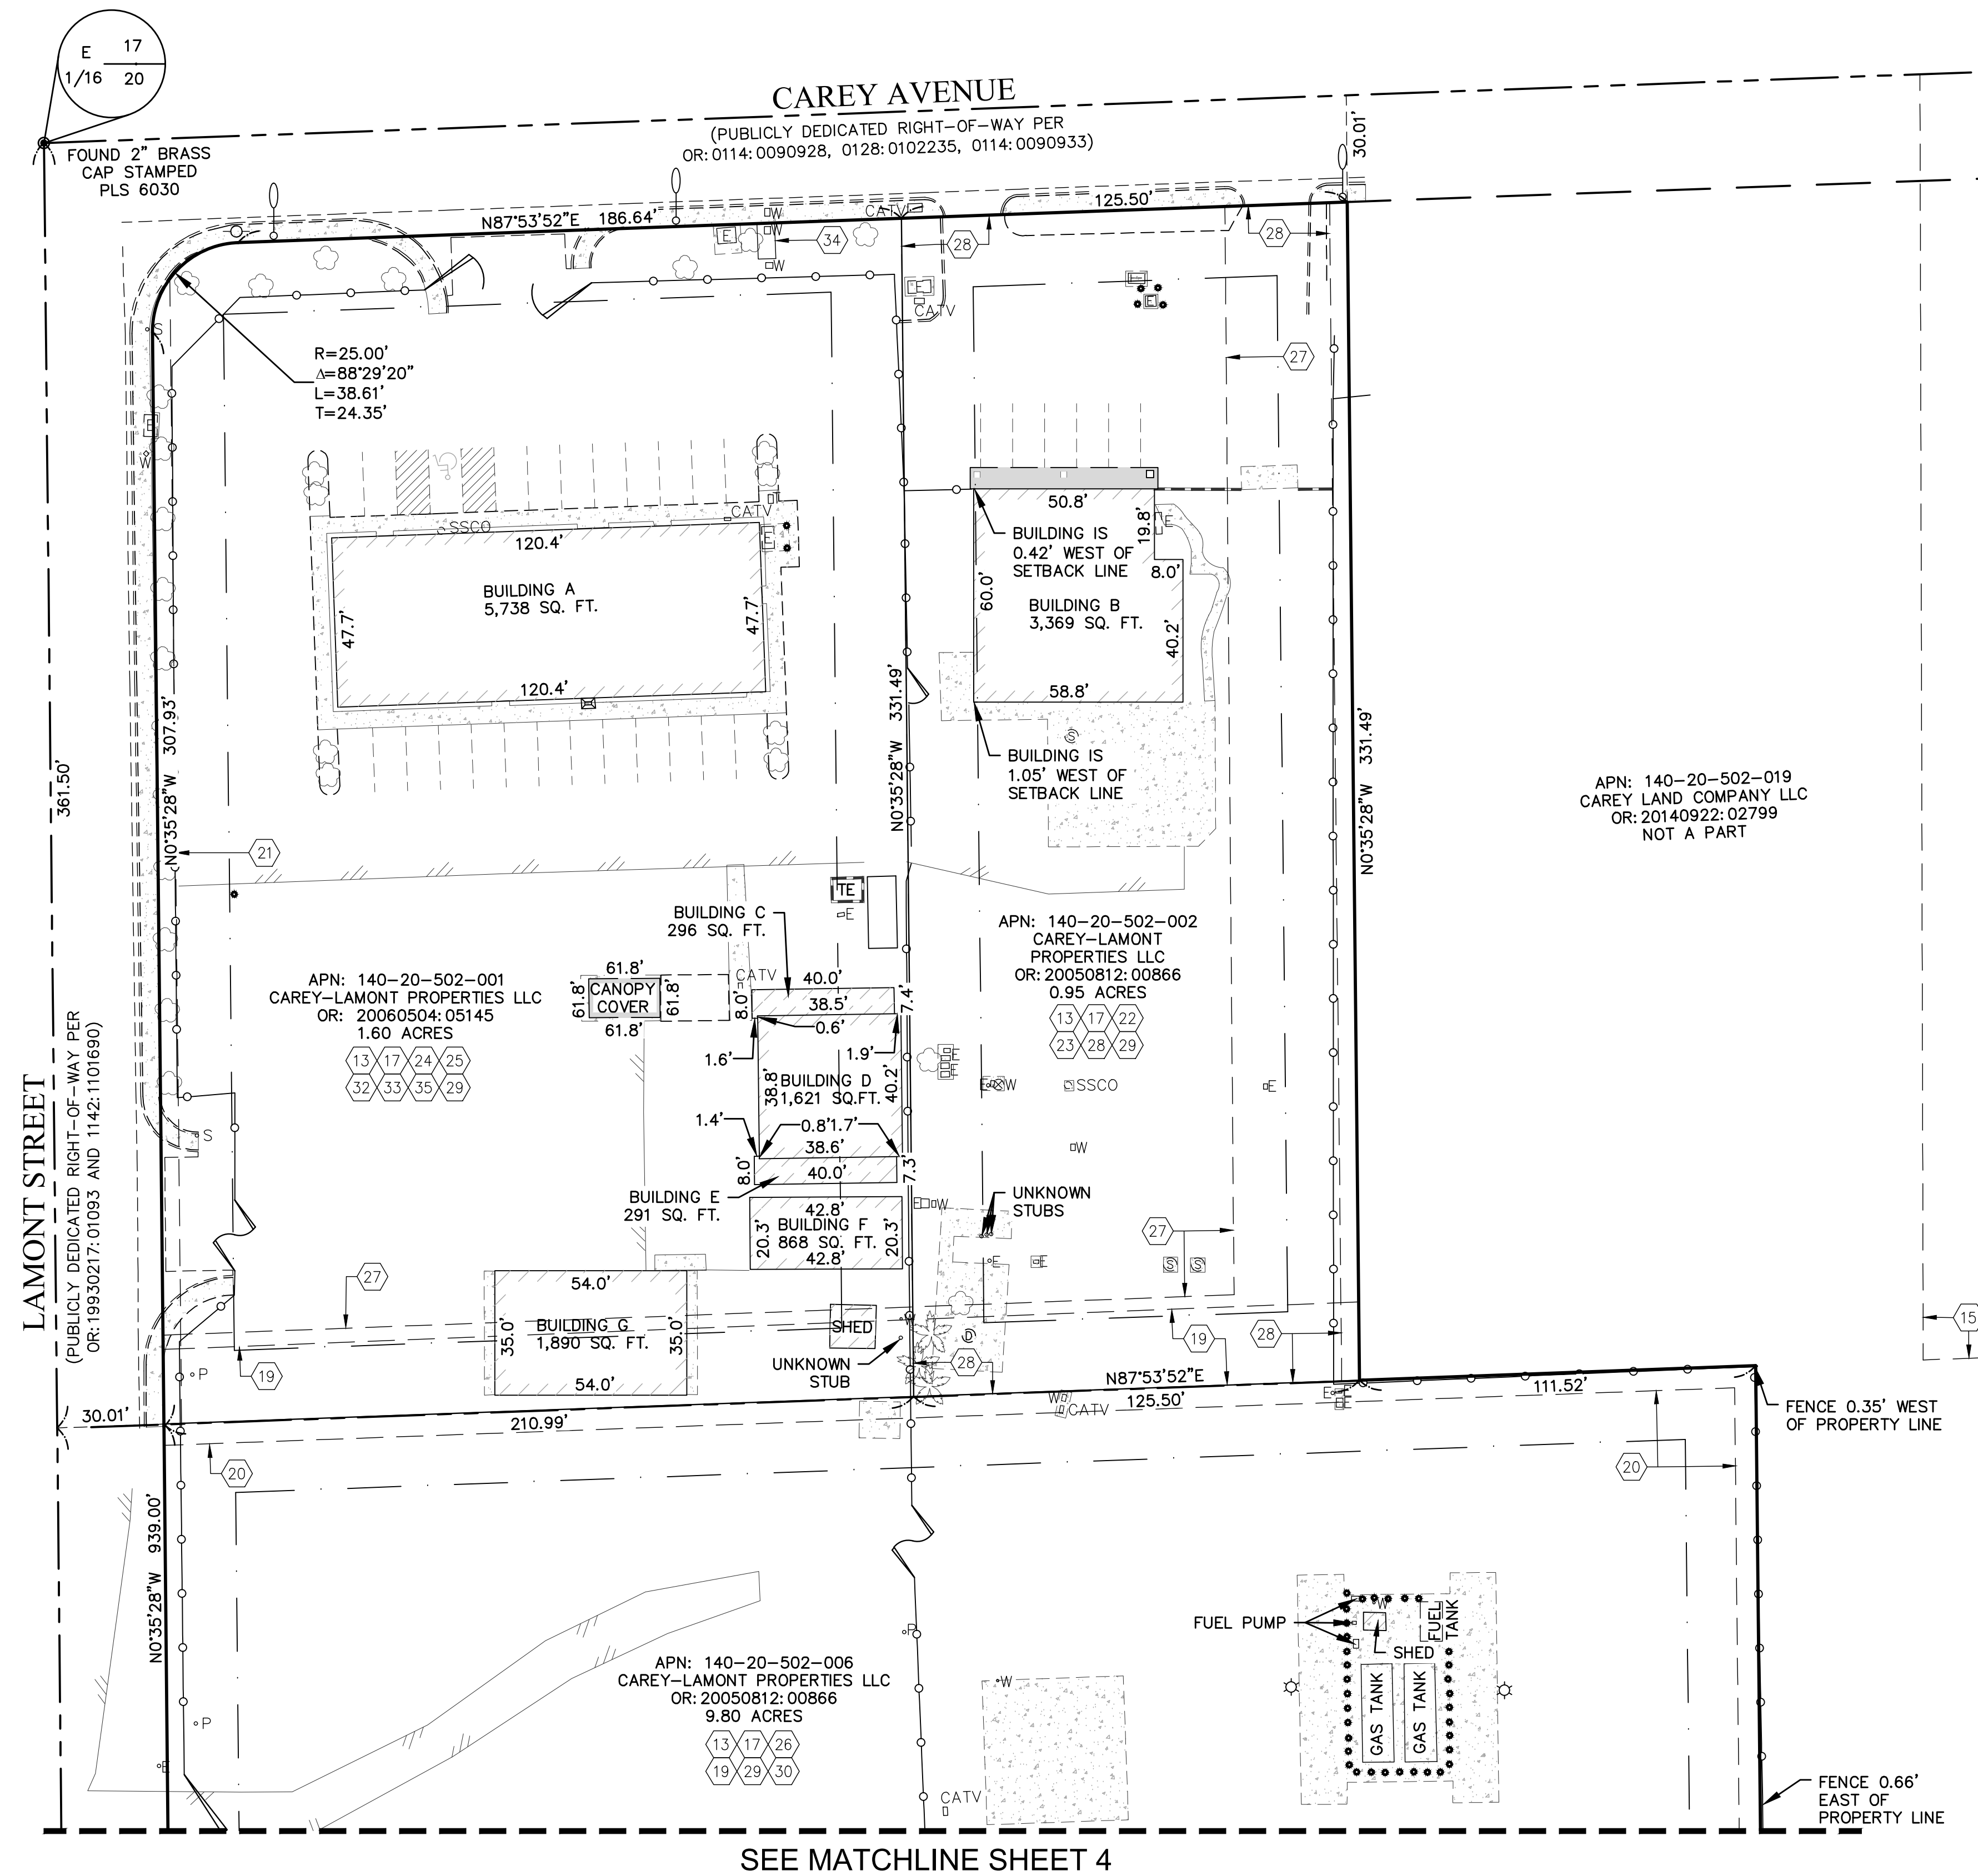 E 17
1/16 20
FOUND 2" BRASS
CAP STAMPED
PLS 6030
CAREY AVENUE
(PUBLICLY DEDICATED RIGHT-OF-WAY PER
OR:0114:0090928, 0128:0102235, 0114:0090933)
30.01'
N87°53'52"E 186.64'
125.50'
CATV
W
W
W
E
34
28
28
E
CATV
E
S
R=25.00'
Δ=88°29'20"
L=38.61'
T=24.35'
27
E
W
SSCO
CATV
E
120.4'
BUILDING A
5,738 SQ. FT.
47.7'
47.7'
120.4'
50.8'
19.8'
E
BUILDING IS
0.42' WEST OF
SETBACK LINE
8.0'
60.0'
BUILDING B
3,369 SQ. FT.
40.2'
58.8'
S
BUILDING IS
1.05' WEST OF
SETBACK LINE
N0°35'28"W 307.93'
361.50'
N0°35'28"W 331.49'
N0°35'28"W 331.49'
APN: 140-20-502-019
CAREY LAND COMPANY LLC
OR:20140922:02799
NOT A PART
21
TE
E
BUILDING C
296 SQ. FT.
APN: 140-20-502-002
CAREY-LAMONT
PROPERTIES LLC
OR:20050812:00866
0.95 ACRES
13 17 22
23 28 29
APN: 140-20-502-001
CAREY-LAMONT PROPERTIES LLC
OR: 20060504:05145
1.60 ACRES
13 17 24 25
32 33 35 29
61.8'
61.8'
CANOPY
COVER
61.8'
61.8'
CATV
40.0'
8.0'
38.5'
7.4'
0.6'
1.6'
1.9'
BUILDING D
1,621 SQ.FT.
38.8'
40.2'
1.4'
0.8'
1.7'
38.6'
8.0'
40.0'
7.3'
E
E
W
SSCO
E
W
BUILDING E
291 SQ. FT.
42.8'
BUILDING F
868 SQ. FT.
20.3'
20.3'
42.8'
E
W
UNKNOWN
STUBS
E
E
27
S
S
LAMONT STREET
(PUBLICLY DEDICATED RIGHT-OF-WAY PER
OR:19930217:01093 AND 1142:1101690)
S
27
54.0'
BUILDING G
1,890 SQ. FT.
35.0'
35.0'
54.0'
SHED
W
D
UNKNOWN
STUB
28
19
28
15
19
P
30.01'
210.99'
N87°53'52"E
125.50'
W
CATV
E
E
111.52'
FENCE 0.35' WEST
OF PROPERTY LINE
20
20
N0°35'28"W 939.00'
P
P
E
APN: 140-20-502-006
CAREY-LAMONT PROPERTIES LLC
OR:20050812:00866
9.80 ACRES
13 17 26
19 29 30
W
CATV
FUEL PUMP
W
FUEL
TANK
SHED
GAS TANK
GAS TANK
FENCE 0.66'
EAST OF
PROPERTY LINE
SEE MATCHLINE SHEET 4